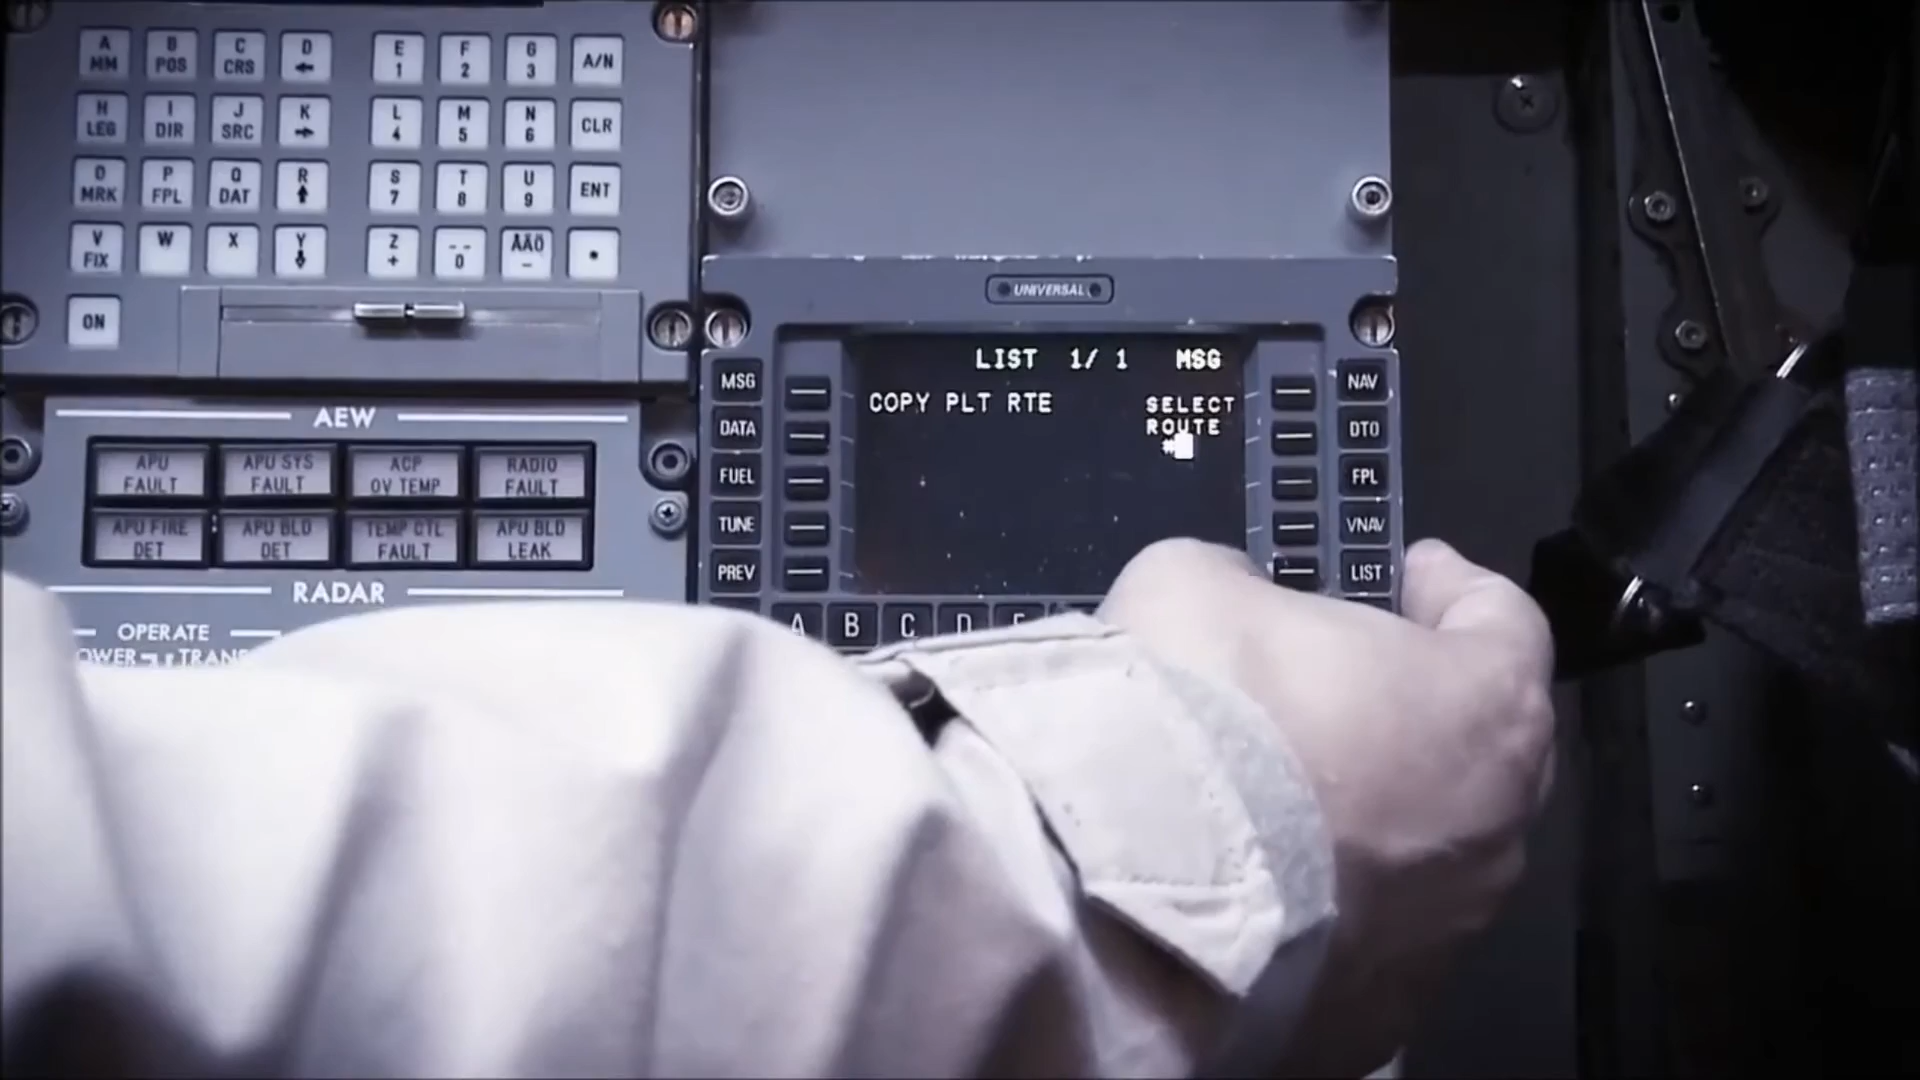 A B C D E F G A/N
MM POS CRS ← 1 2 3
H I J K L M N CLR
LEG DIR SRC → 4 5 6
O P Q R S T U ENT
MRK FPL DAT ↑ 7 8 9
V W X Y Z -- ÅÄÖ •
FIX ↓ + 0 -
ON
AEW
APU FAULT
APU SYS FAULT
ACP OV TEMP
RADIO FAULT
APU FIRE DET
APU BLD DET
TEMP CTL FAULT
APU BLD LEAK
RADAR
OPERATE
OWER TRANS
UNIVERSAL
LIST 1/ 1 MSG
COPY PLT RTE SELECT
ROUTE
#
MSG
DATA
FUEL
TUNE
PREV
NAV
DTO
FPL
VNAV
LIST
A B C D E